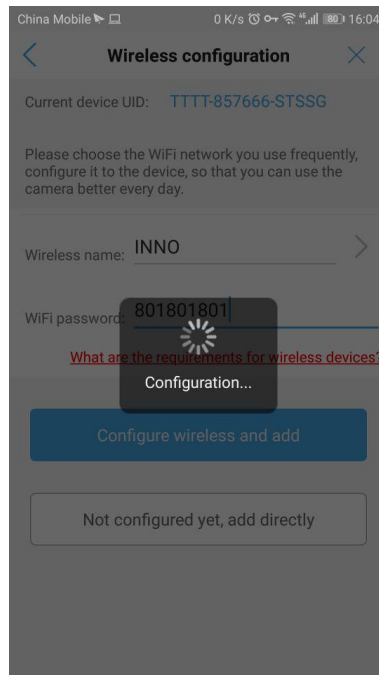 China Mobile 0 K/s 4G 80 16:04
Wireless configuration
Current device UID: TTTT-857666-STSSG
Please choose the WiFi network you use frequently,
configure it to the device, so that you can use the
camera better every day.
Wireless name: INNO
WiFi password: 801801801
What are the requirements for wireless devices?
Configuration...
Configure wireless and add
Not configured yet, add directly